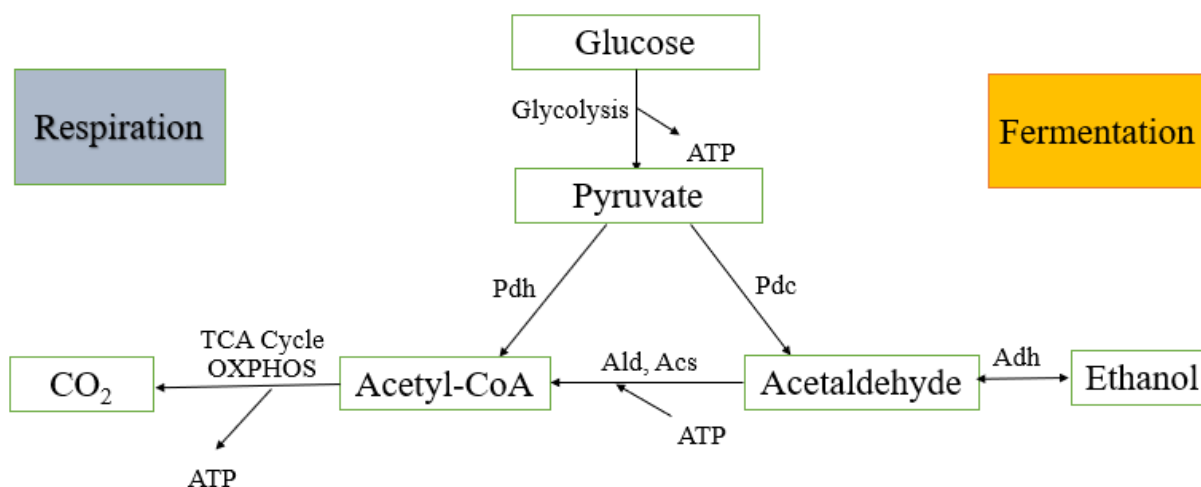 Glucose
Respiration
Glycolysis
Fermentation
ATP
Pyruvate
Pdh
Pdc
TCA Cycle
OXPHOS
Ald, Acs
Adh
CO₂
Acetyl-CoA
Acetaldehyde
Ethanol
ATP
ATP